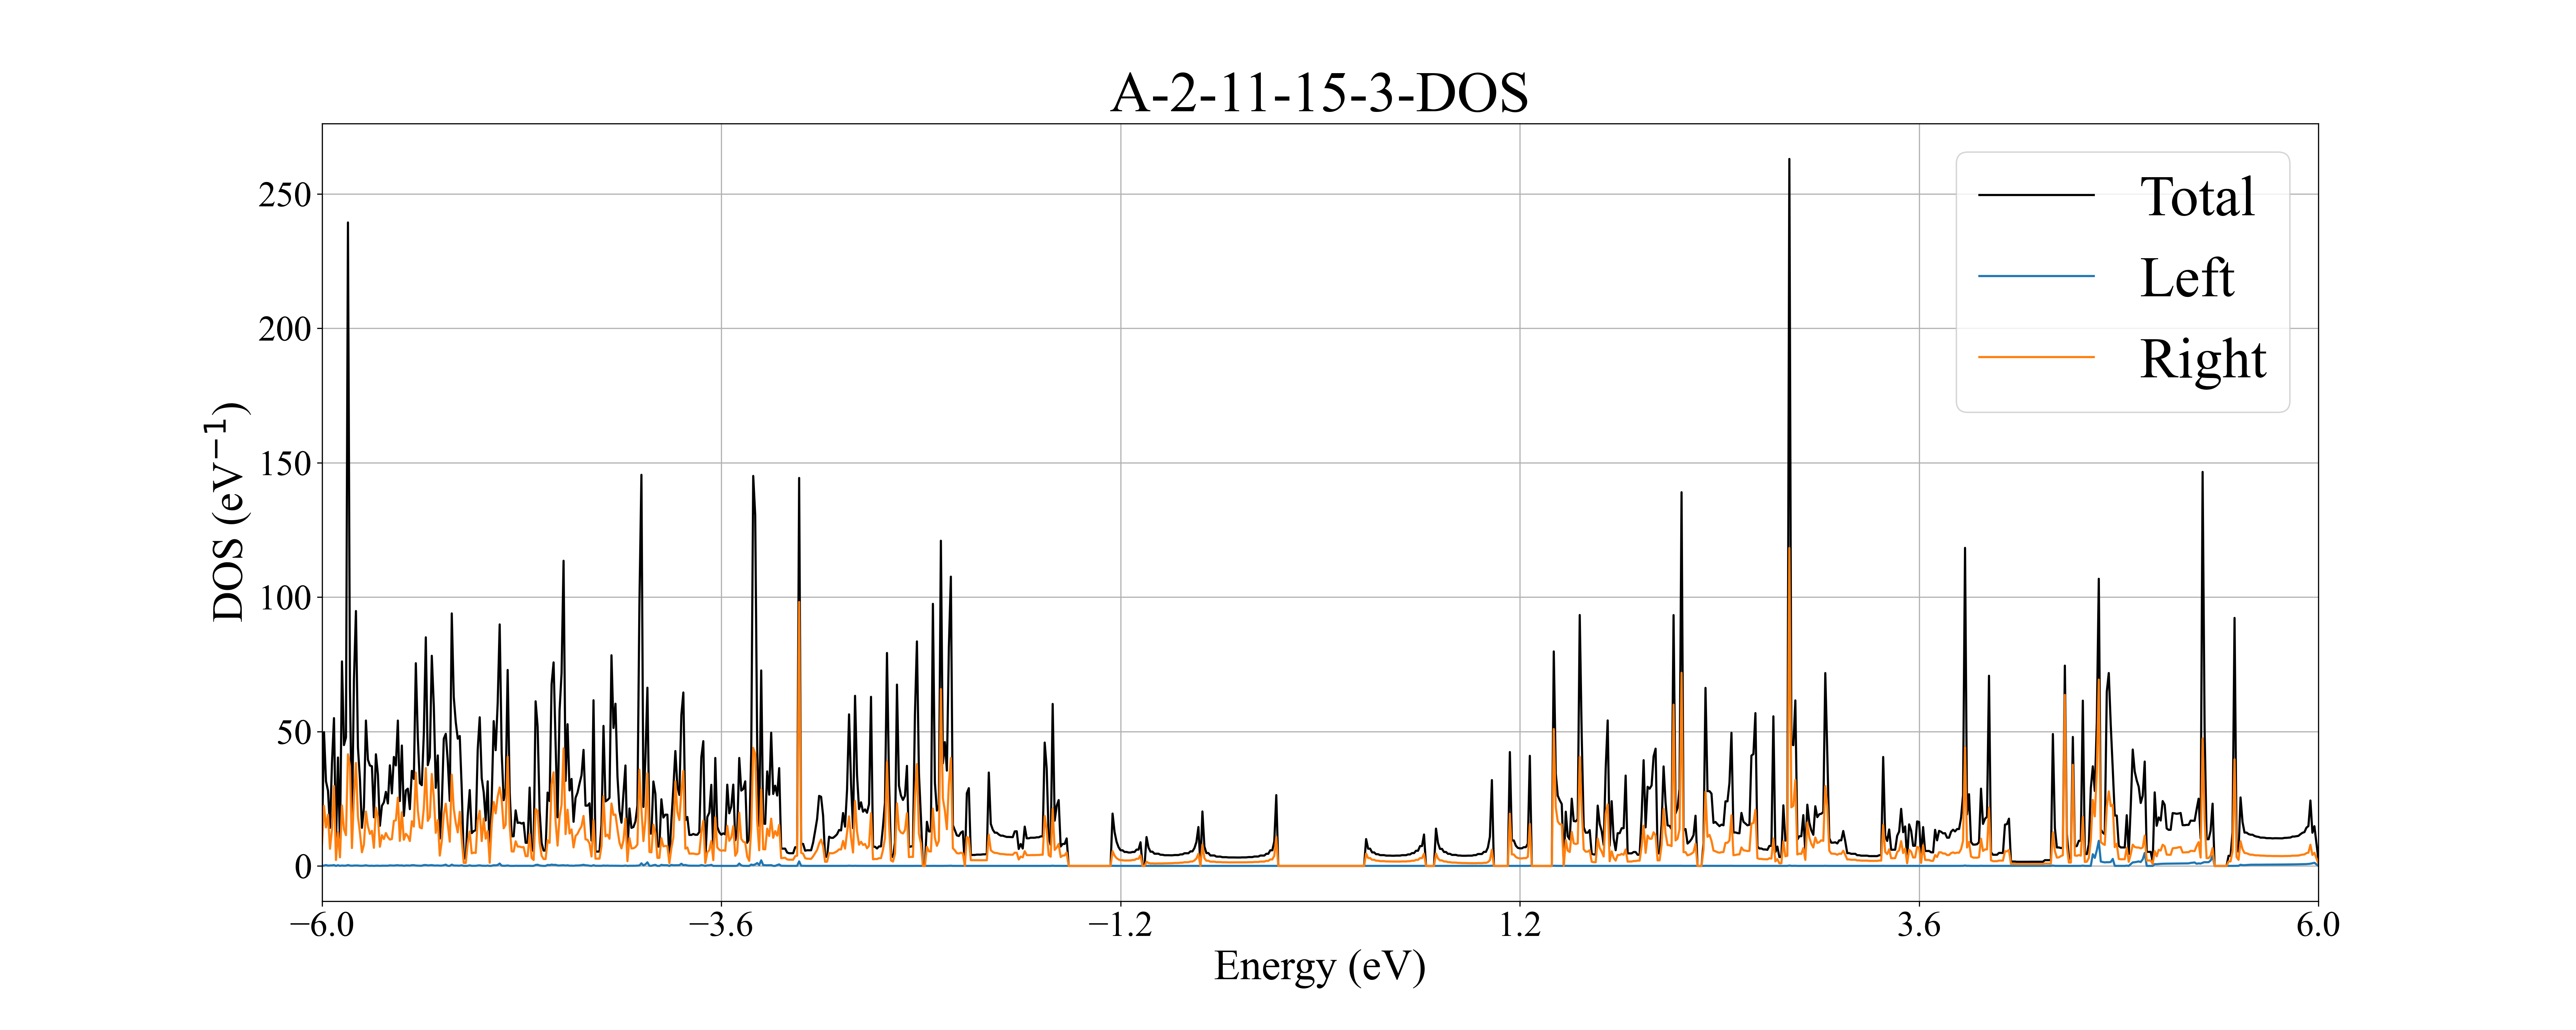 A-2-11-15-3-DOS
Total
Left
Right
DOS (eV⁻¹)
250
200
150
100
50
0
−6.0 −3.6 −1.2 1.2 3.6 6.0
Energy (eV)